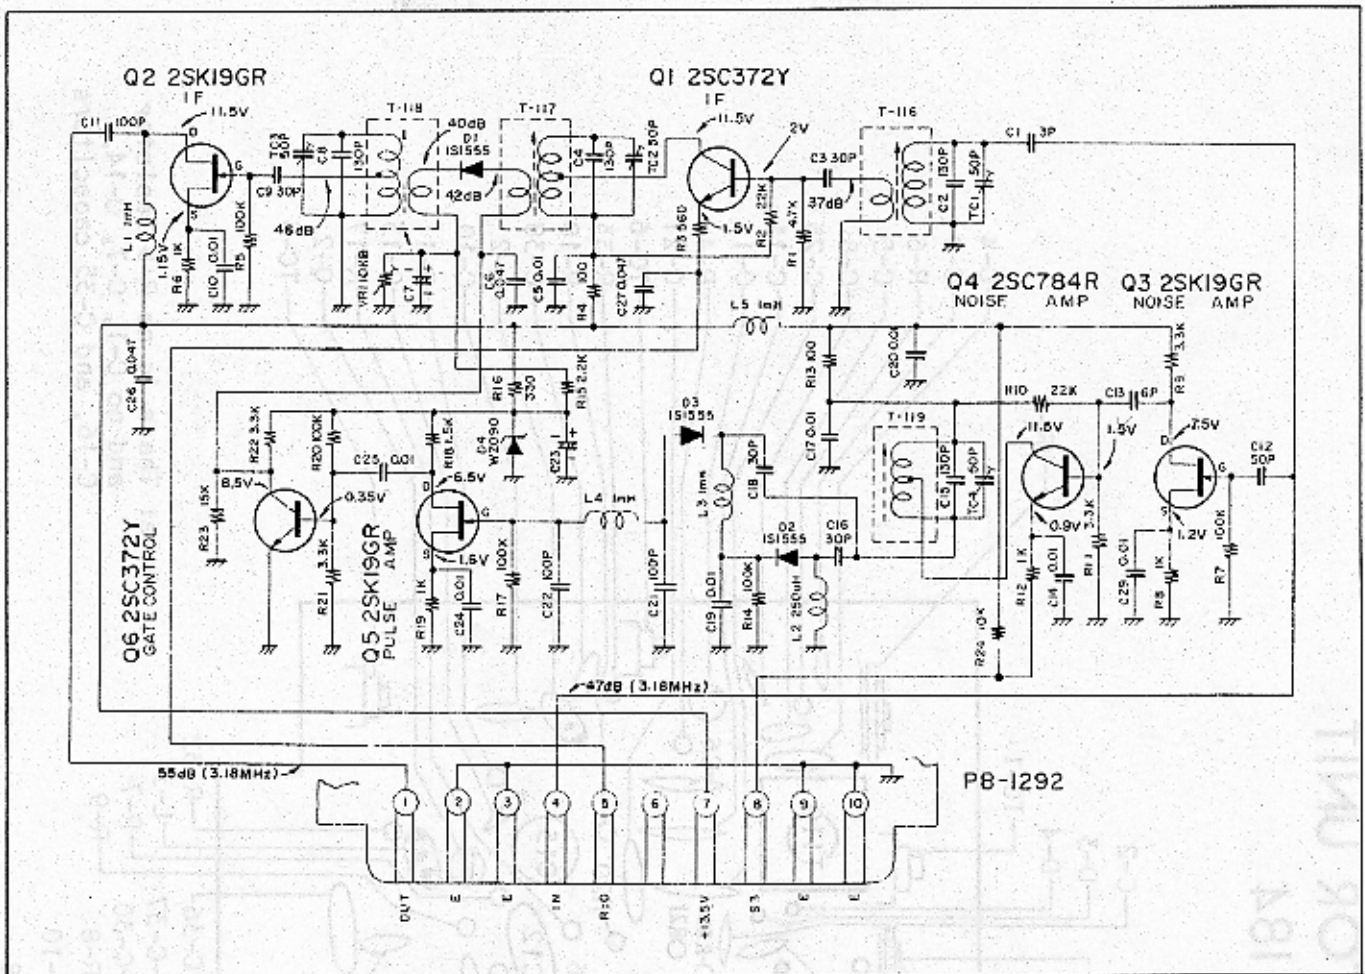 Q2 2SK19GR
IF
11.5V
C11 100P
D
G
S
L1 1mH
1.15V
R6 1K
C10 0.01
R5 100K
C9 30P
46dB
TC3 50P
C8 130P
T-118
40dB
D1
1S1555
42dB
T-117
C4 130P
TC2 50P
Q1 2SC372Y
IF
11.5V
2V
1.5V
R3 560
R2 22K
R1 4.7K
C3 30P
37dB
T-116
C2 130P
TC1 50P
C1 3P
VR1 10KB
C7
C6 0.047
C5 0.01
R4 100
C27 0.047
L5 1mH
Q4 2SC784R
NOISE AMP
Q3 2SK19GR
NOISE AMP
C26 0.047
R16 330
R15 2.2K
R13 100
C20 0.01
R10 22K
C13 6P
R9 3.3K
R22 3.3K
R20 100K
C25 0.01
R18 1.5K
D4 WZ090
C23
D3
1S1555
C18 30P
C17 0.01
T-119
C15 130P
TC4 50P
11.5V
1.5V
7.5V
D
G
S
C12
50P
R23 15K
8.5V
0.35V
D
6.5V
G
S
1.6V
L4 1mH
L3 1mH
D2
1S1555
C16
30P
0.9V
1.2V
R21 3.3K
R19 1K
C24 0.01
R17 100K
C22 100P
C21 100P
C19 0.01
R14 100K
L2 250uH
R12 1K
C14 0.01
R11 3.3K
C29 0.01
R8 1K
R7 100K
R24 10K
Q6 2SC372Y
GATE CONTROL
Q5 2SK19GR
PULSE AMP
47dB (3.18MHz)
55dB (3.18MHz)
P8-1292
1 2 3 4 5 6 7 8 9 10
OUT E E IN +13.5V S3 E E